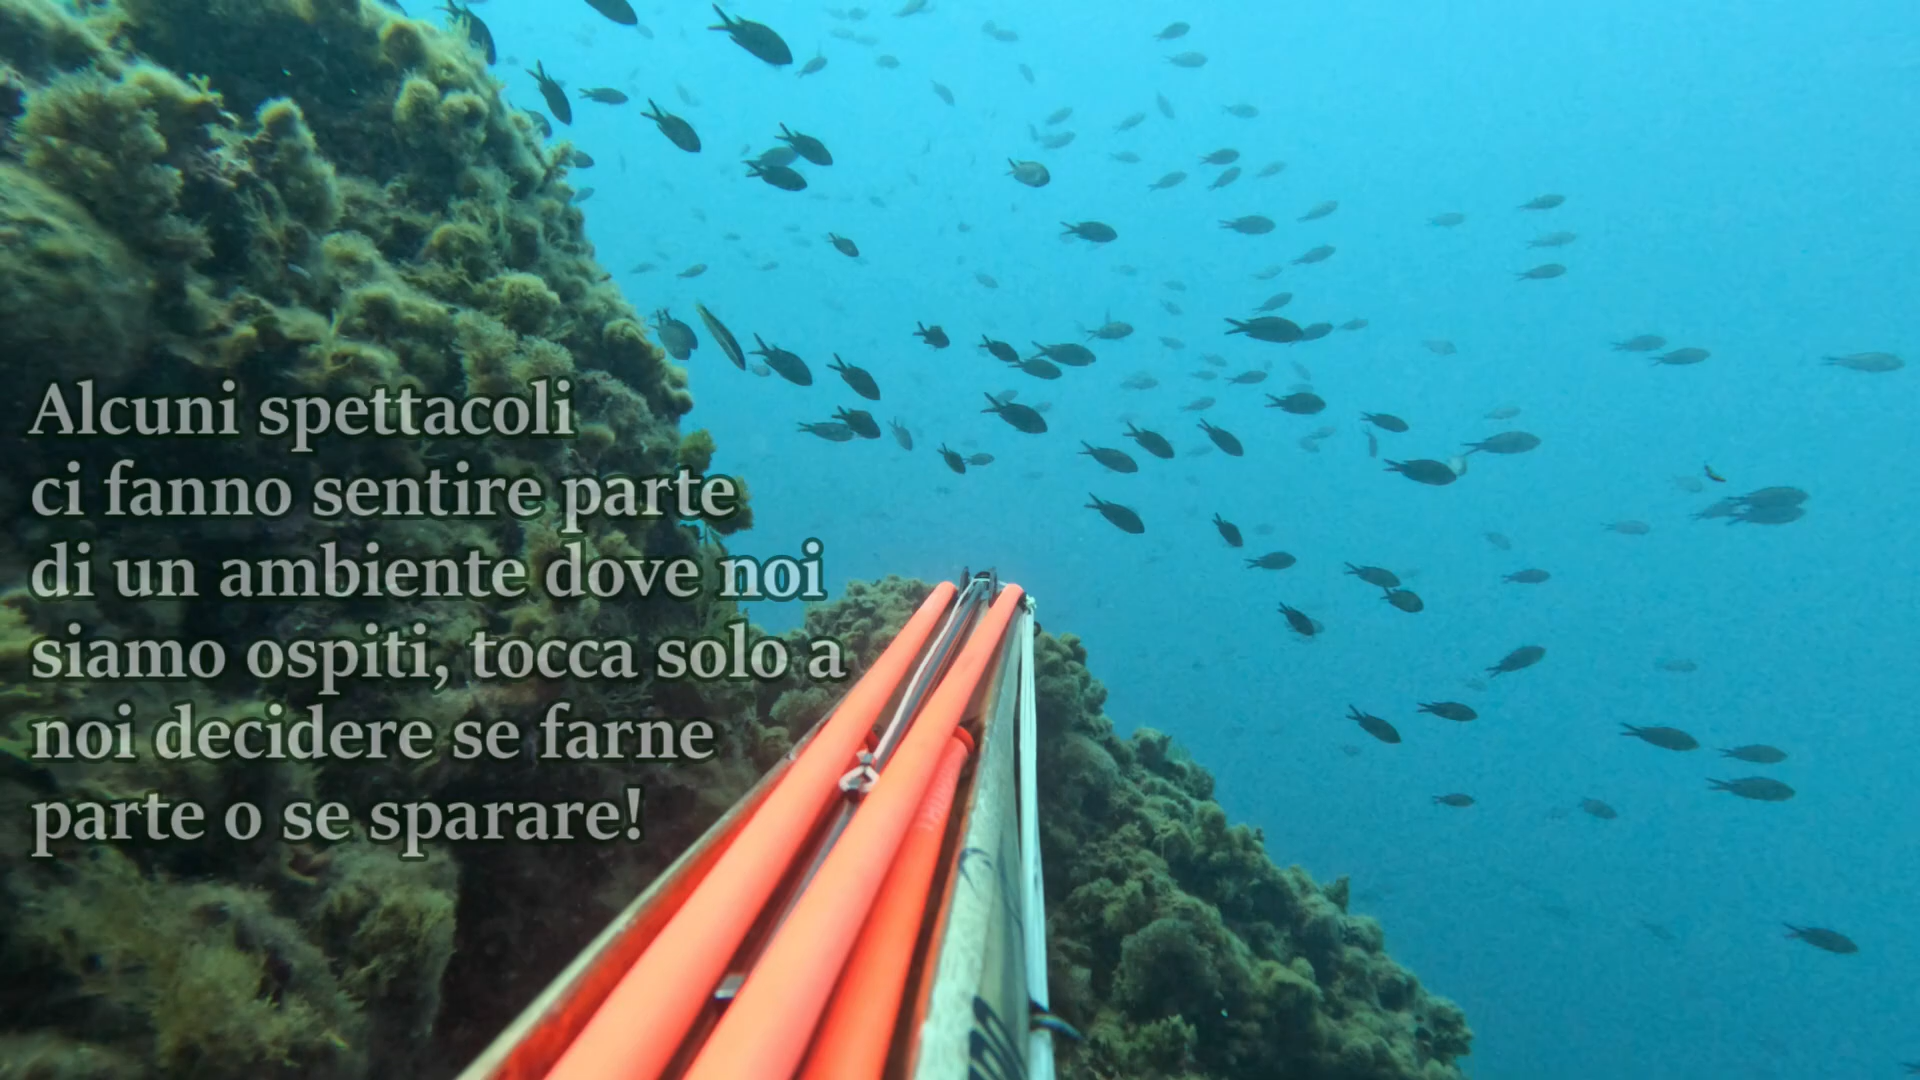 Alcuni spettacoli
ci fanno sentire parte
di un ambiente dove noi
siamo ospiti, tocca solo a
noi decidere se farne
parte o se sparare!